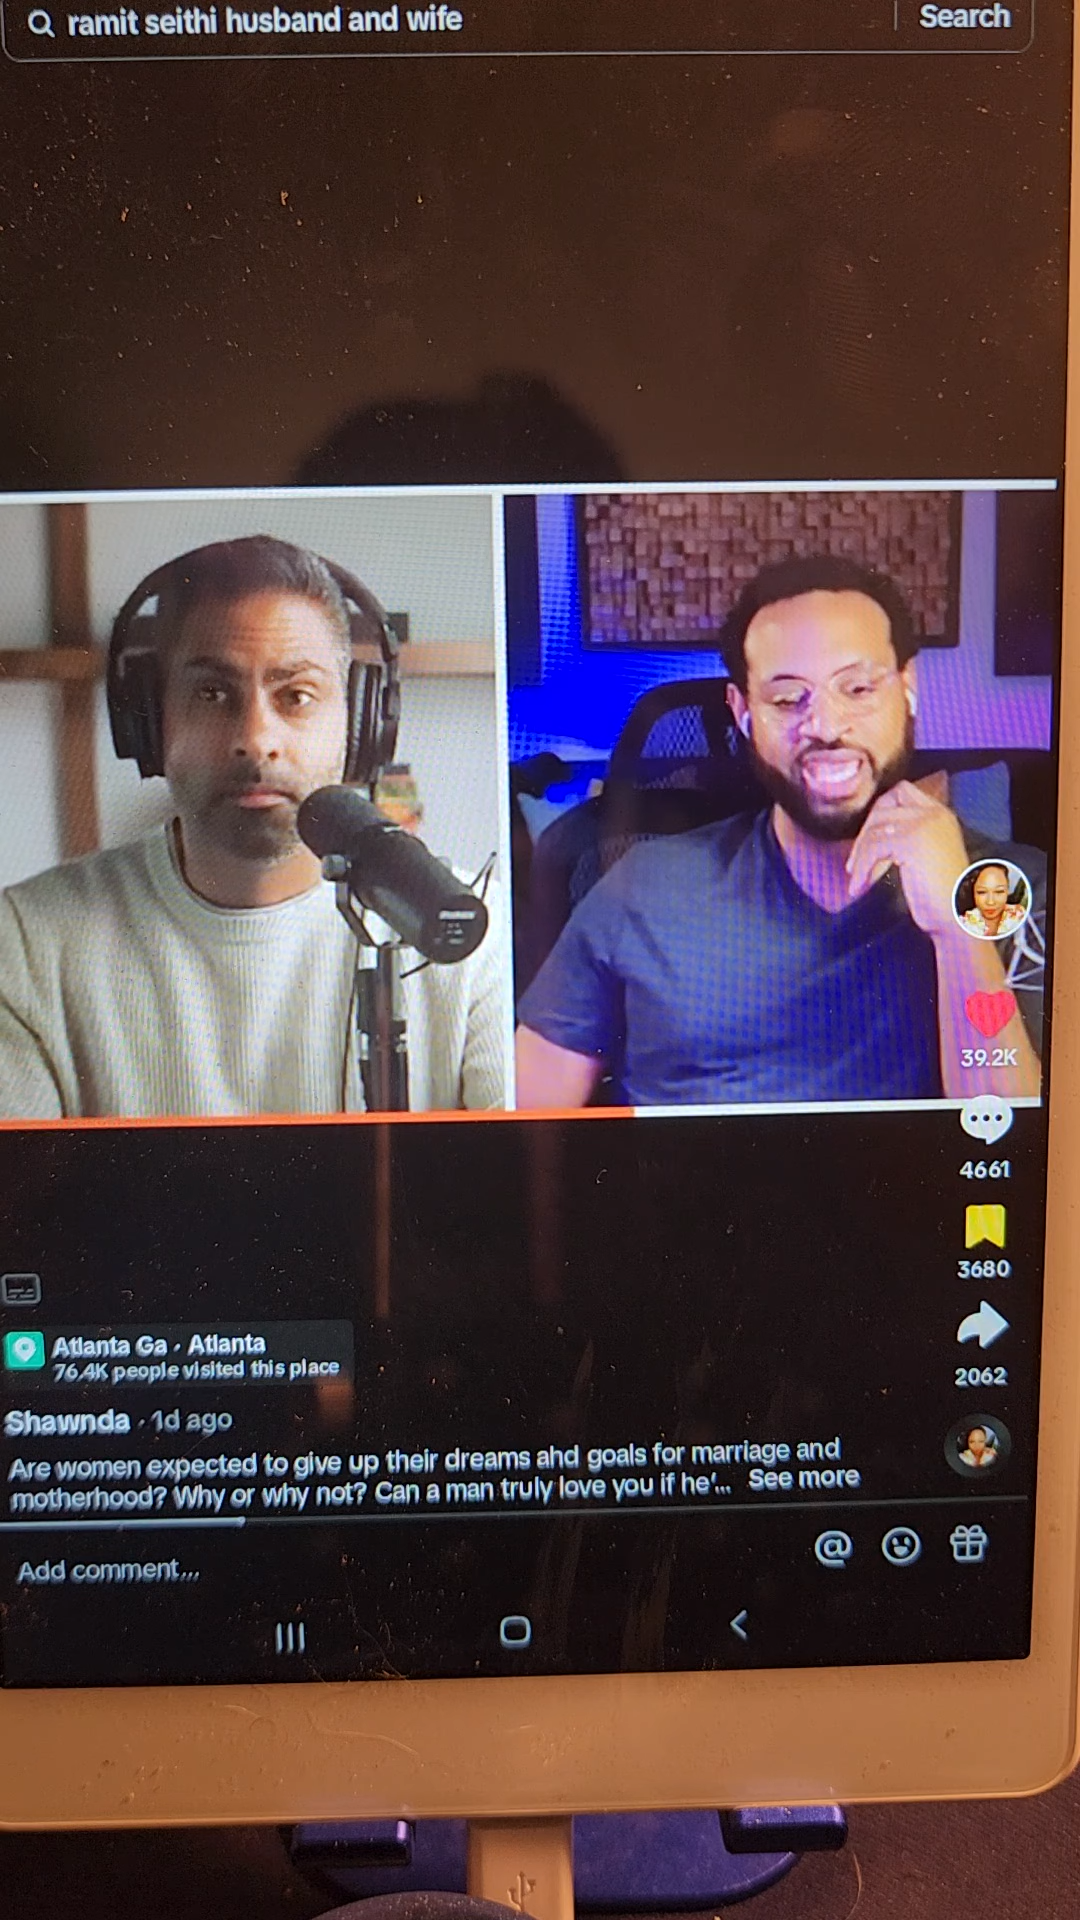 ramit seithi husband and wife
Search
39.2K
4661
3680
2062
Atlanta Ga · Atlanta
76.4K people visited this place
Shawnda · 1d ago
Are women expected to give up their dreams ahd goals for marriage and
motherhood? Why or why not? Can a man truly love you if he'... See more
Add comment...